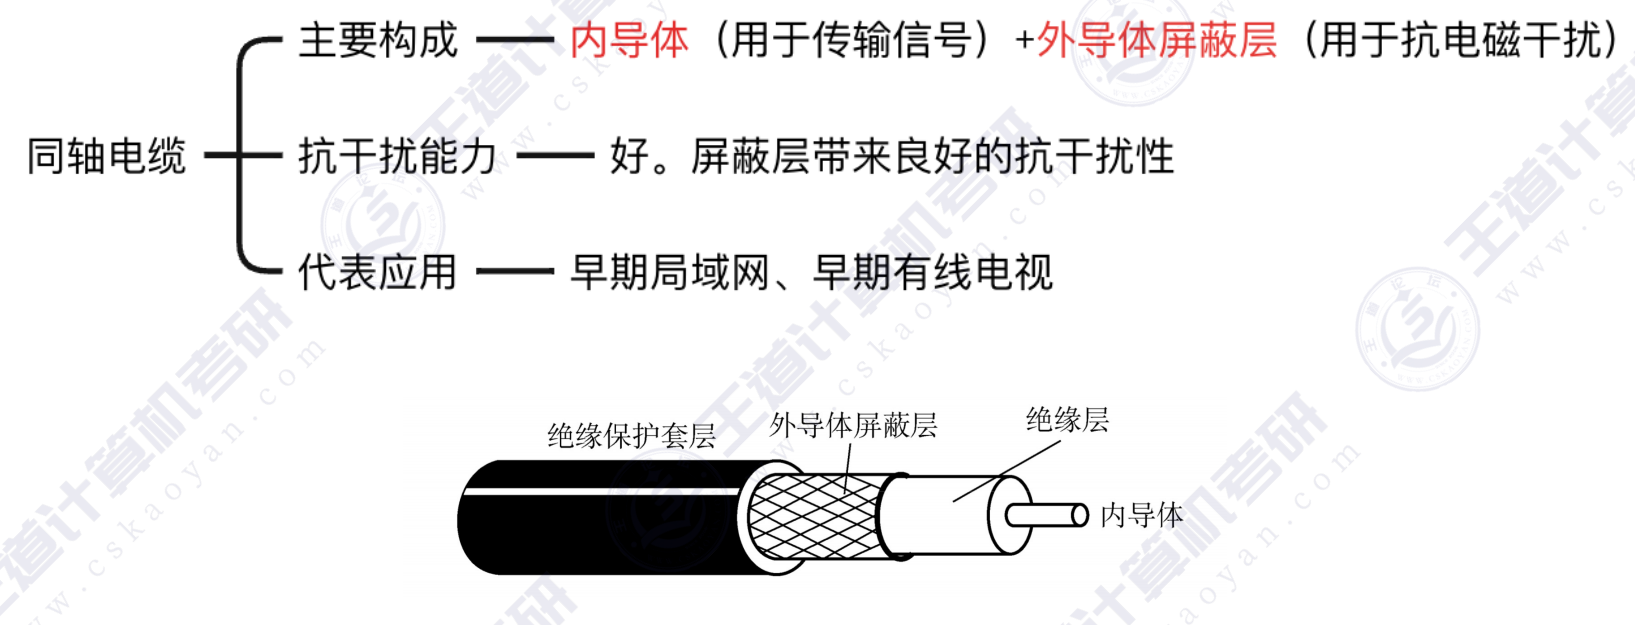 主要构成 内导体（用于传输信号）+外导体屏蔽层（用于抗电磁干扰）
同轴电缆 抗干扰能力 好。屏蔽层带来良好的抗干扰性
代表应用 早期局域网、早期有线电视
绝缘保护套层 外导体屏蔽层 绝缘层
内导体
王道计算机考研
www.cskaoyan.com